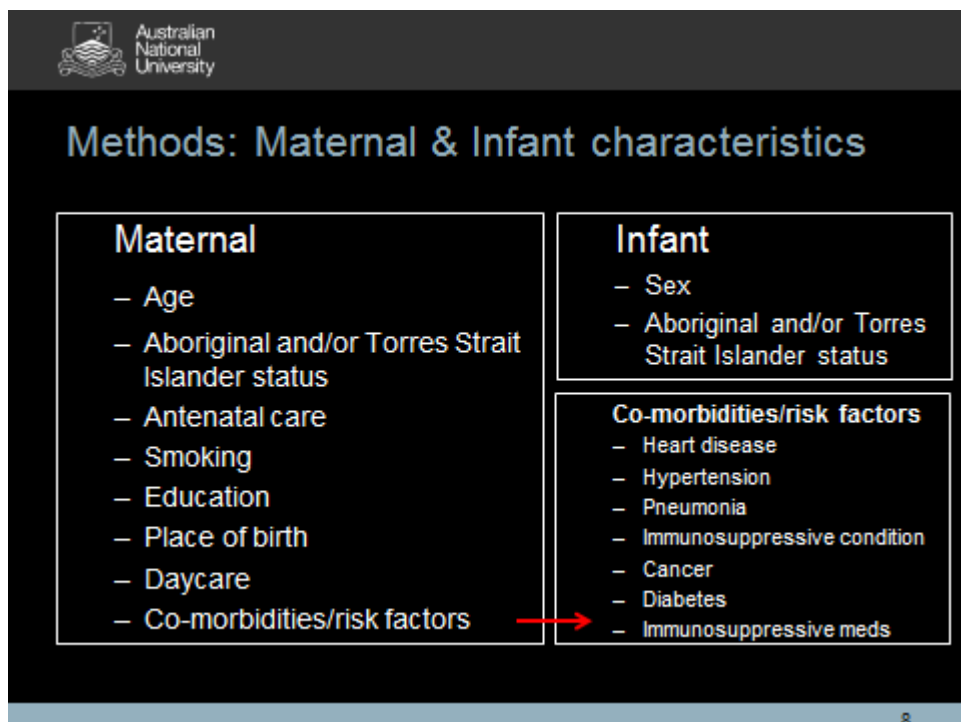 Australian
National
University
Methods: Maternal & Infant characteristics
Maternal
– Age
– Aboriginal and/or Torres Strait
Islander status
– Antenatal care
– Smoking
– Education
– Place of birth
– Daycare
– Co-morbidities/risk factors
Infant
– Sex
– Aboriginal and/or Torres
Strait Islander status
Co-morbidities/risk factors
– Heart disease
– Hypertension
– Pneumonia
– Immunosuppressive condition
– Cancer
– Diabetes
– Immunosuppressive meds
8